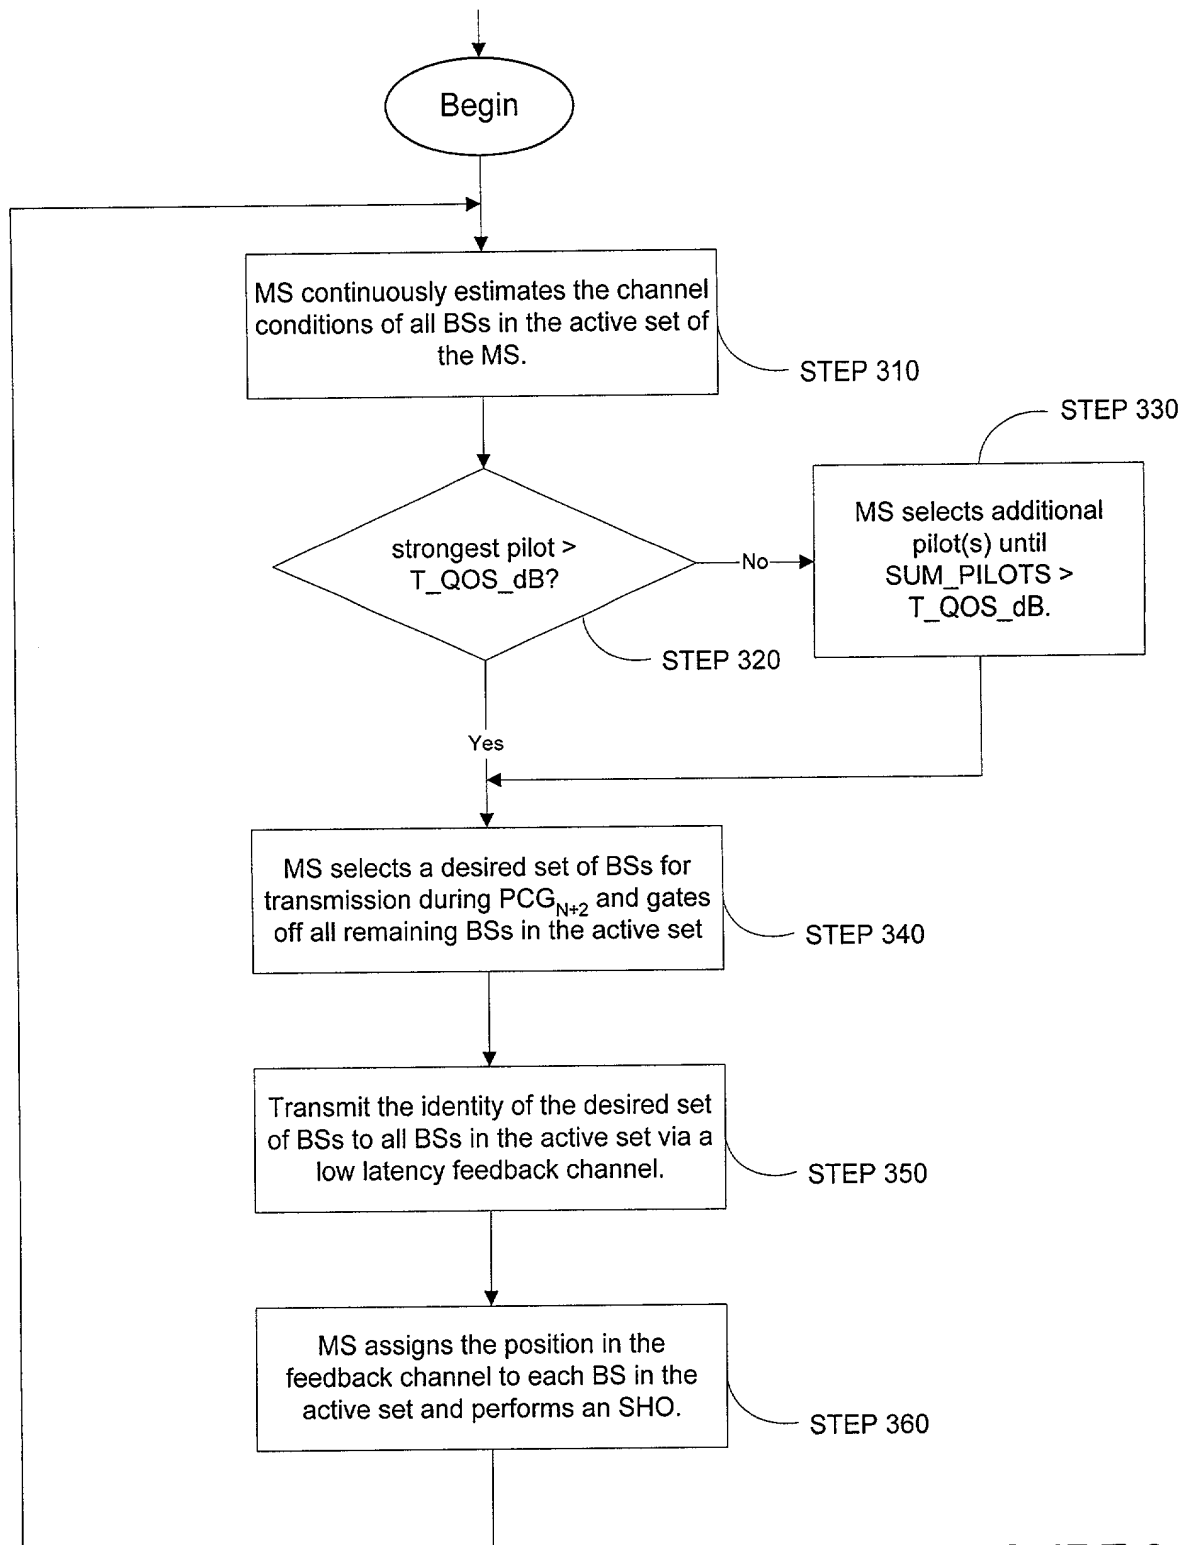 Begin
MS continuously estimates the channel
conditions of all BSs in the active set of
the MS.
STEP 310
STEP 330
MS selects additional
pilot(s) until
SUM_PILOTS >
T_QOS_dB.
strongest pilot >
T_QOS_dB?
No
STEP 320
Yes
MS selects a desired set of BSs for
transmission during PCG_{N+2} and gates
off all remaining BSs in the active set
STEP 340
Transmit the identity of the desired set
of BSs to all BSs in the active set via a
low latency feedback channel.
STEP 350
MS assigns the position in the
feedback channel to each BS in the
active set and performs an SHO.
STEP 360